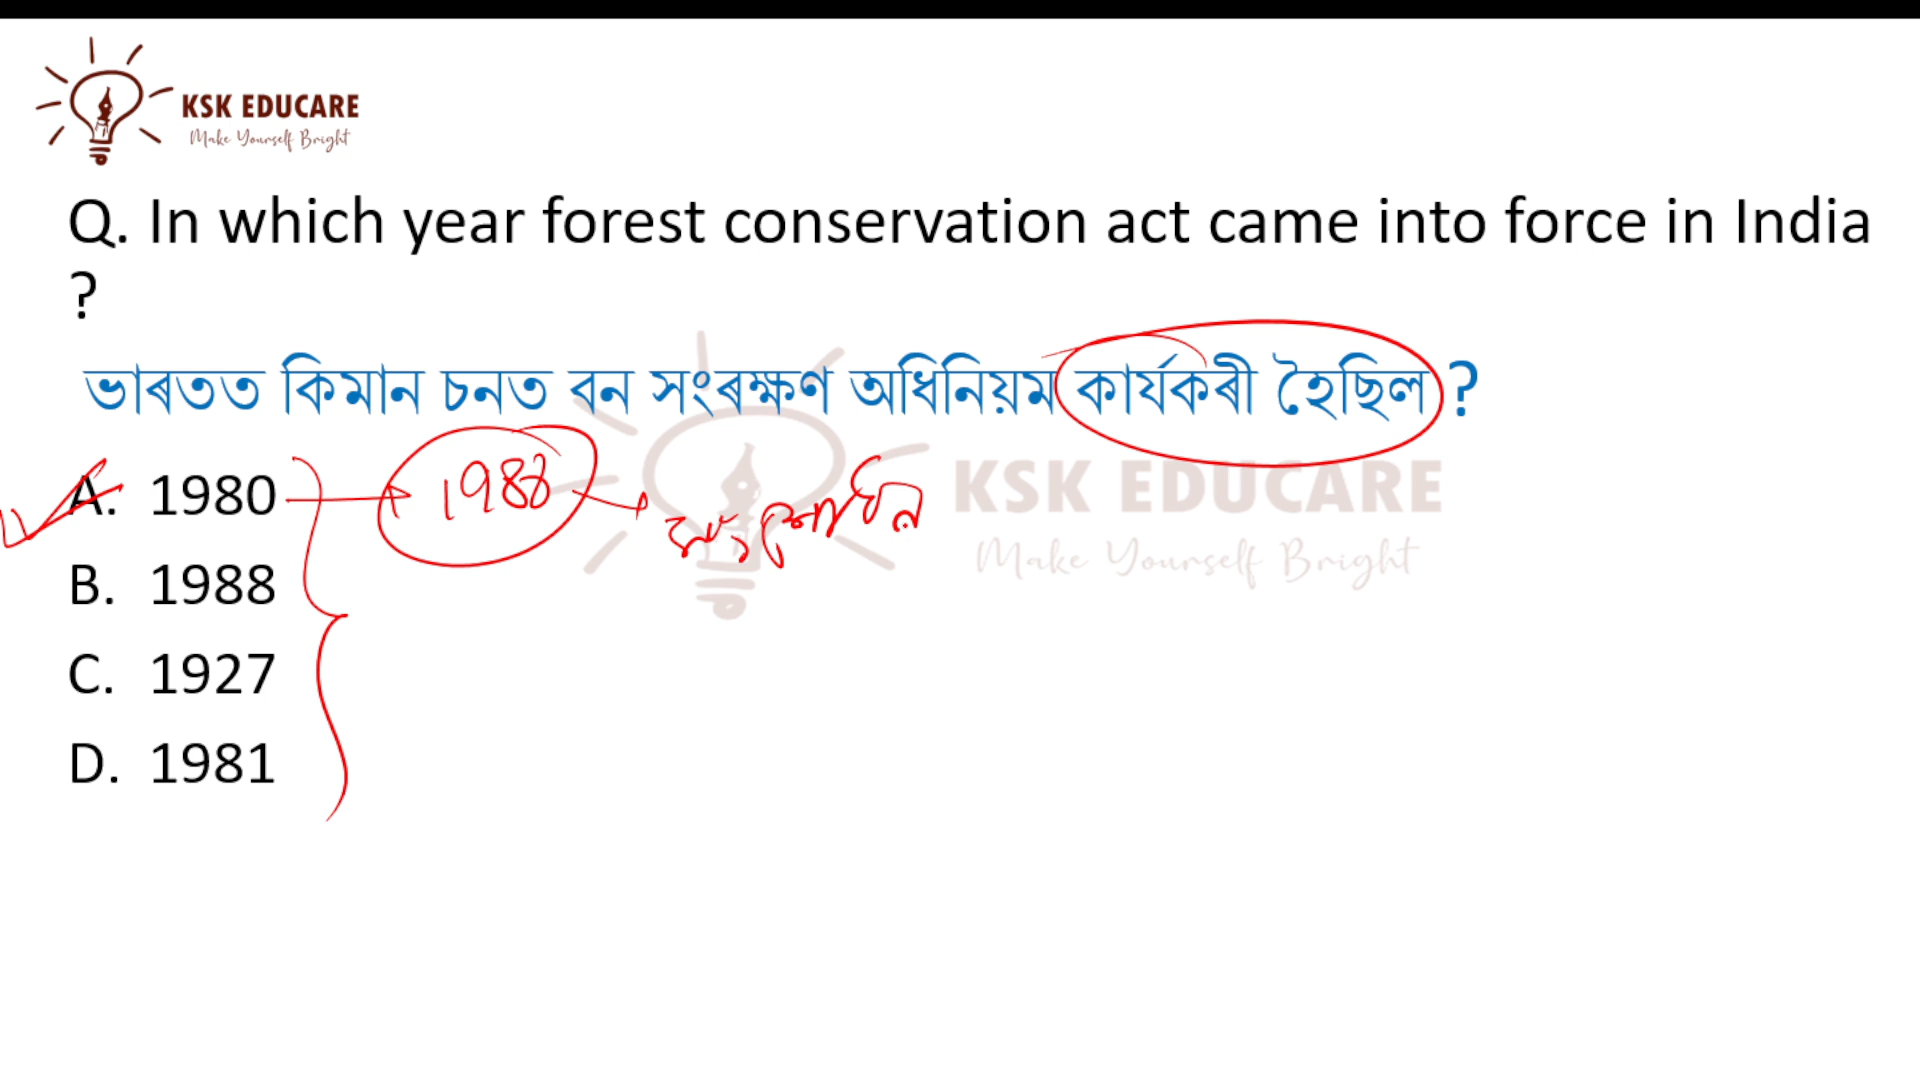 KSK EDUCARE
Make Yourself Bright
Q. In which year forest conservation act came into force in India
?
ভাৰতত কিমান চনত বন সংৰক্ষণ অধিনিয়ম কাৰ্যকৰী হৈছিল ?
A. 1980 1988 সংশোধন
B. 1988
C. 1927
D. 1981
KSK EDUCARE
Make Yourself Bright